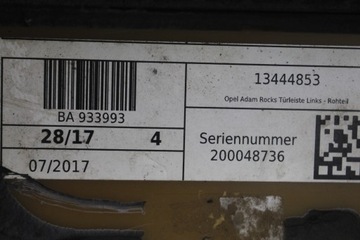 BA 933993
28/17 4
07/2017
13444853
Opel Adam Rocks Türleiste Links - Rohteil
Seriennummer
200048736